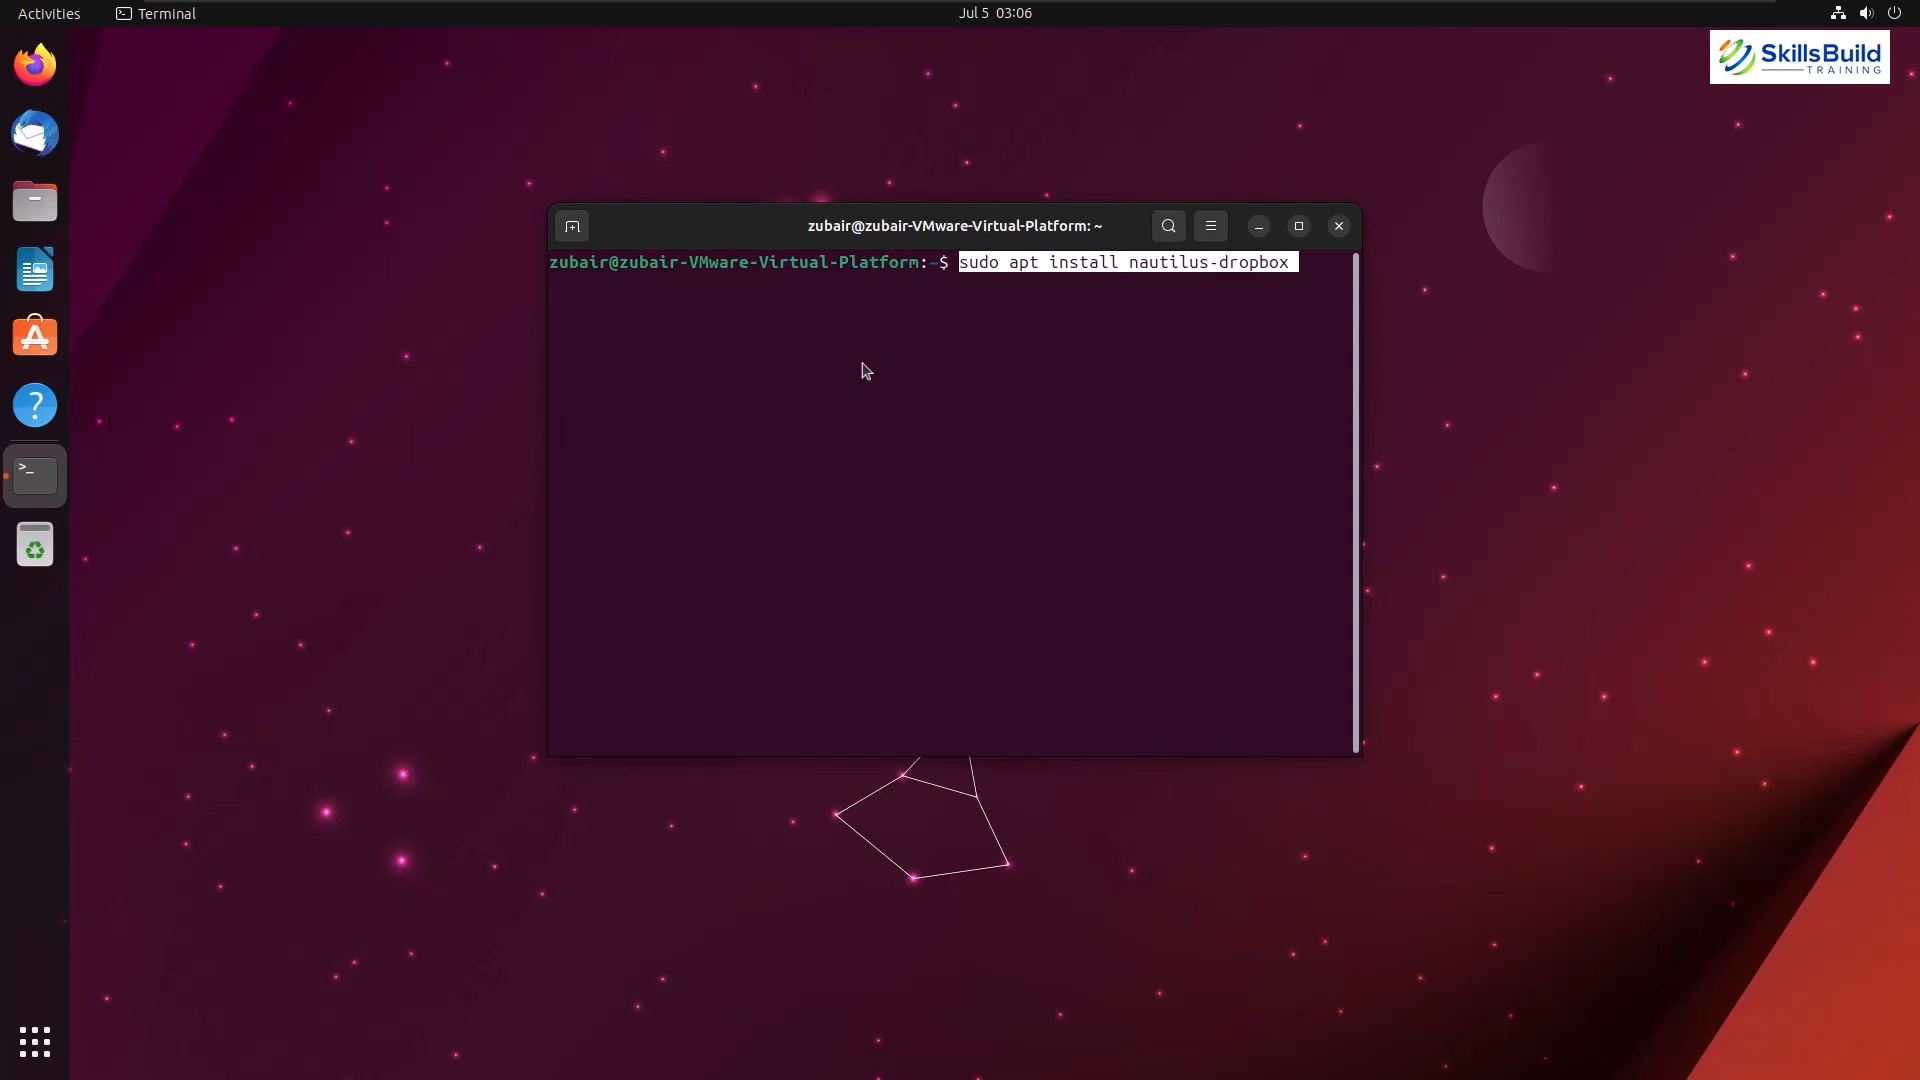 Activities
Terminal
Jul 5 03:06
SkillsBuild
TRAINING
zubair@zubair-VMware-Virtual-Platform: ~
zubair@zubair-VMware-Virtual-Platform:~$ sudo apt install nautilus-dropbox
>_
?